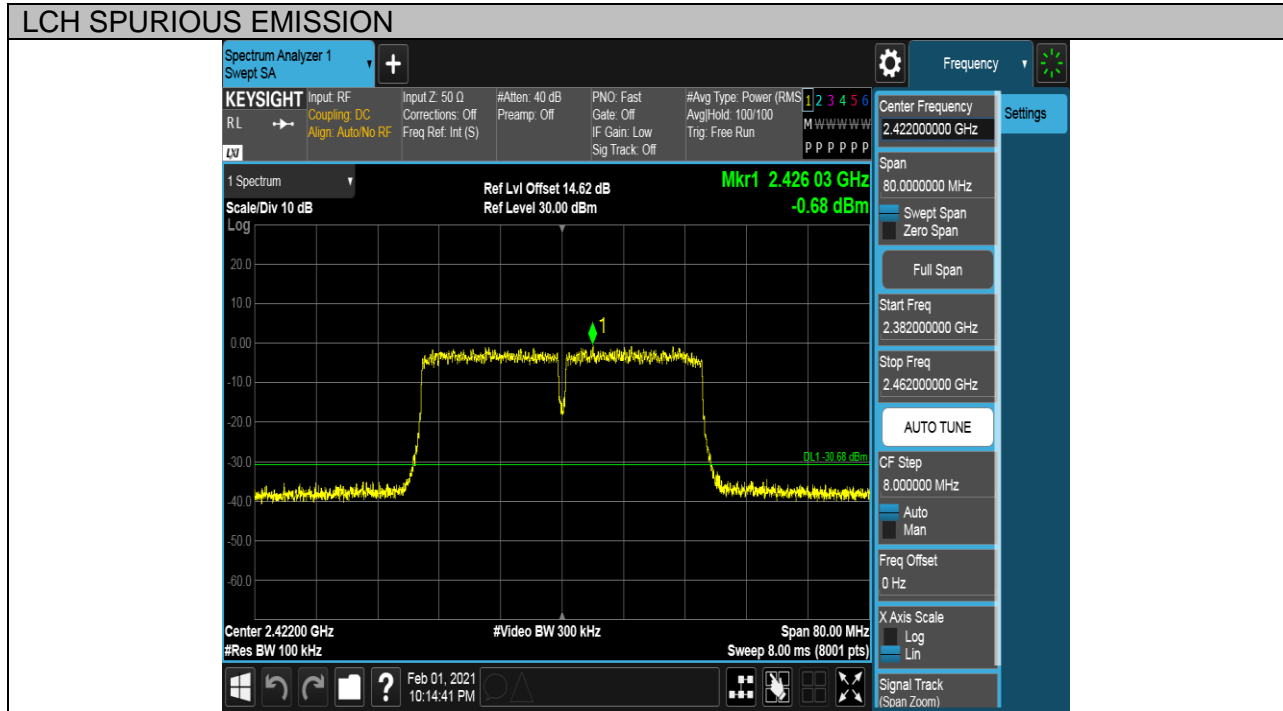 LCH SPURIOUS EMISSION
Spectrum Analyzer 1
Swept SA
+
Frequency
KEYSIGHT
RL
LXI
Input: RF
Coupling: DC
Align: Auto/No RF
Input Z: 50 Ω
Corrections: Off
Freq Ref: Int (S)
#Atten: 40 dB
Preamp: Off
PNO: Fast
Gate: Off
IF Gain: Low
Sig Track: Off
#Avg Type: Power (RMS
Avg|Hold: 100/100
Trig: Free Run
1 2 3 4 5 6
M W W W W W
P P P P P P
1 Spectrum
Scale/Div 10 dB
Log
Ref Lvl Offset 14.62 dB
Ref Level 30.00 dBm
Mkr1 2.426 03 GHz
-0.68 dBm
20.0
10.0
0.00
-10.0
-20.0
-30.0
-40.0
-50.0
-60.0
1
DL1 -30.68 dBm
Center 2.42200 GHz
#Res BW 100 kHz
#Video BW 300 kHz
Span 80.00 MHz
Sweep 8.00 ms (8001 pts)
?
Feb 01, 2021
10:14:41 PM
Center Frequency
2.422000000 GHz
Settings
Span
80.0000000 MHz
Swept Span
Zero Span
Full Span
Start Freq
2.382000000 GHz
Stop Freq
2.462000000 GHz
AUTO TUNE
CF Step
8.000000 MHz
Auto
Man
Freq Offset
0 Hz
X Axis Scale
Log
Lin
Signal Track
(Span Zoom)